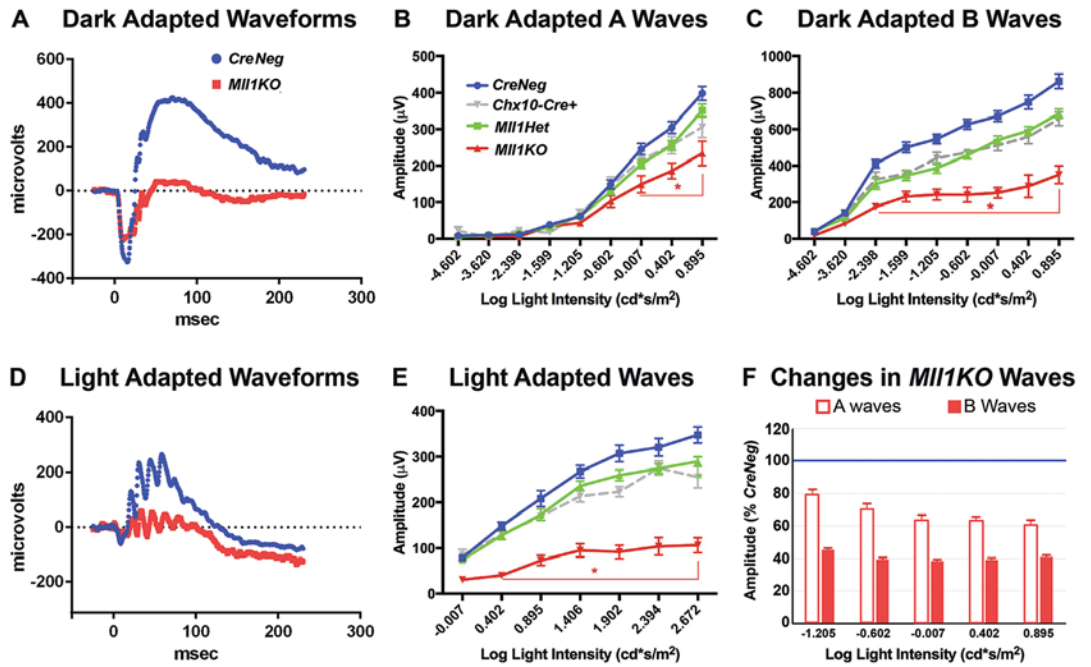 A Dark Adapted Waveforms
600
400
200
0
-200
-400
microvolts
0 100 200 300
msec
CreNeg
Mll1KO
B Dark Adapted A Waves
500
400
300
200
100
0
Amplitude (µV)
CreNeg
Chx10-Cre+
Mll1Het
Mll1KO
*
-4.602 -3.620 -2.398 -1.599 -1.205 -0.602 -0.007 0.402 0.895
Log Light Intensity (cd*s/m²)
C Dark Adapted B Waves
1000
800
600
400
200
0
Amplitude (µV)
*
-4.602 -3.620 -2.398 -1.599 -1.205 -0.602 -0.007 0.402 0.895
Log Light Intensity (cd*s/m²)
D Light Adapted Waveforms
400
200
0
-200
microvolts
0 100 200 300
msec
E Light Adapted Waves
400
300
200
100
0
Amplitude (µV)
*
-0.007 0.402 0.895 1.406 1.902 2.394 2.672
Log Light Intensity (cd*s/m²)
F Changes in Mll1KO Waves
A waves B Waves
120
100
80
60
40
20
0
Amplitude (% CreNeg)
-1.205 -0.602 -0.007 0.402 0.895
Log Light Intensity (cd*s/m²)